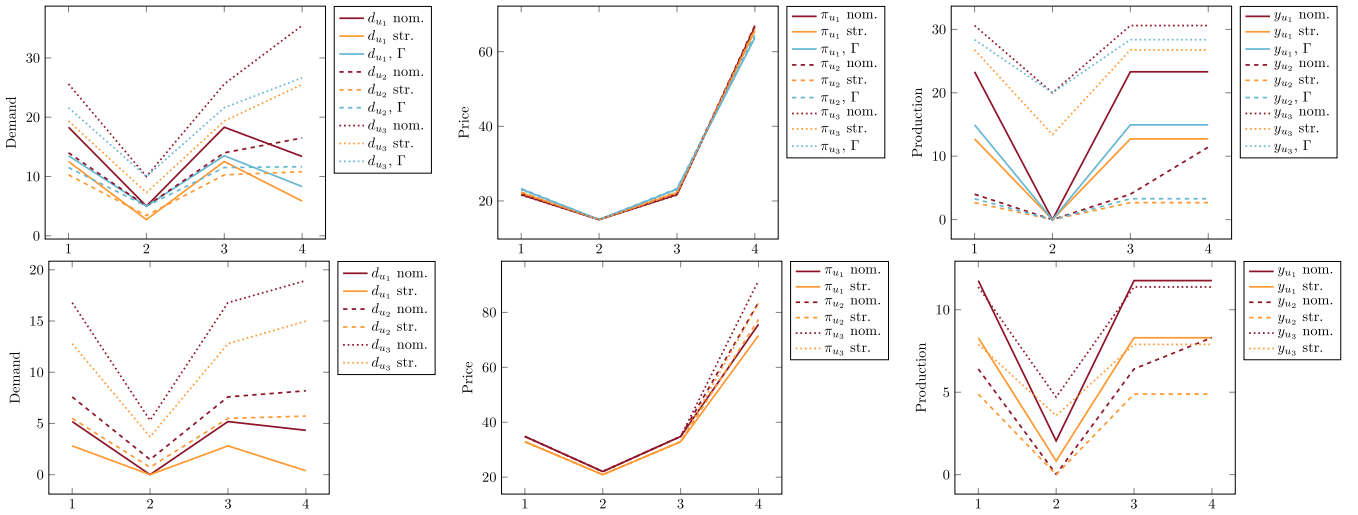 Demand
0
10
20
30
1
2
3
4
d_{u_1} nom.
d_{u_1} str.
d_{u_1}, Γ
d_{u_2} nom.
d_{u_2} str.
d_{u_2}, Γ
d_{u_3} nom.
d_{u_3} str.
d_{u_3}, Γ
Price
20
40
60
1
2
3
4
π_{u_1} nom.
π_{u_1} str.
π_{u_1}, Γ
π_{u_2} nom.
π_{u_2} str.
π_{u_2}, Γ
π_{u_3} nom.
π_{u_3} str.
π_{u_3}, Γ
Production
0
10
20
30
1
2
3
4
y_{u_1} nom.
y_{u_1} str.
y_{u_1}, Γ
y_{u_2} nom.
y_{u_2} str.
y_{u_2}, Γ
y_{u_3} nom.
y_{u_3} str.
y_{u_3}, Γ
Demand
0
5
10
15
20
1
2
3
4
d_{u_1} nom.
d_{u_1} str.
d_{u_2} nom.
d_{u_2} str.
d_{u_3} nom.
d_{u_3} str.
Price
20
40
60
80
1
2
3
4
π_{u_1} nom.
π_{u_1} str.
π_{u_2} nom.
π_{u_2} str.
π_{u_3} nom.
π_{u_3} str.
Production
0
5
10
1
2
3
4
y_{u_1} nom.
y_{u_1} str.
y_{u_2} nom.
y_{u_2} str.
y_{u_3} nom.
y_{u_3} str.